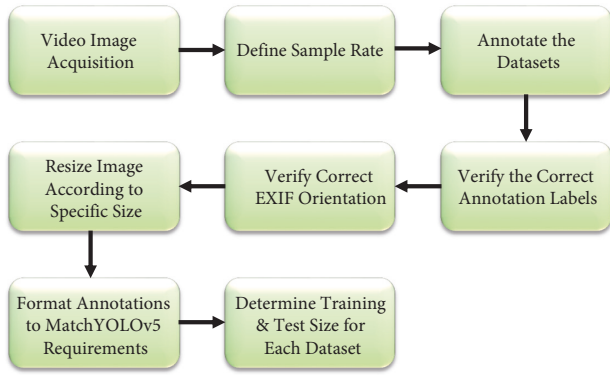 Video Image
Acquisition
Define Sample Rate
Annotate the
Datasets
Verify the Correct
Annotation Labels
Verify Correct
EXIF Orientation
Resize Image
According to
Specific Size
Format Annotations
to MatchYOLOv5
Requirements
Determine Training
& Test Size for
Each Dataset